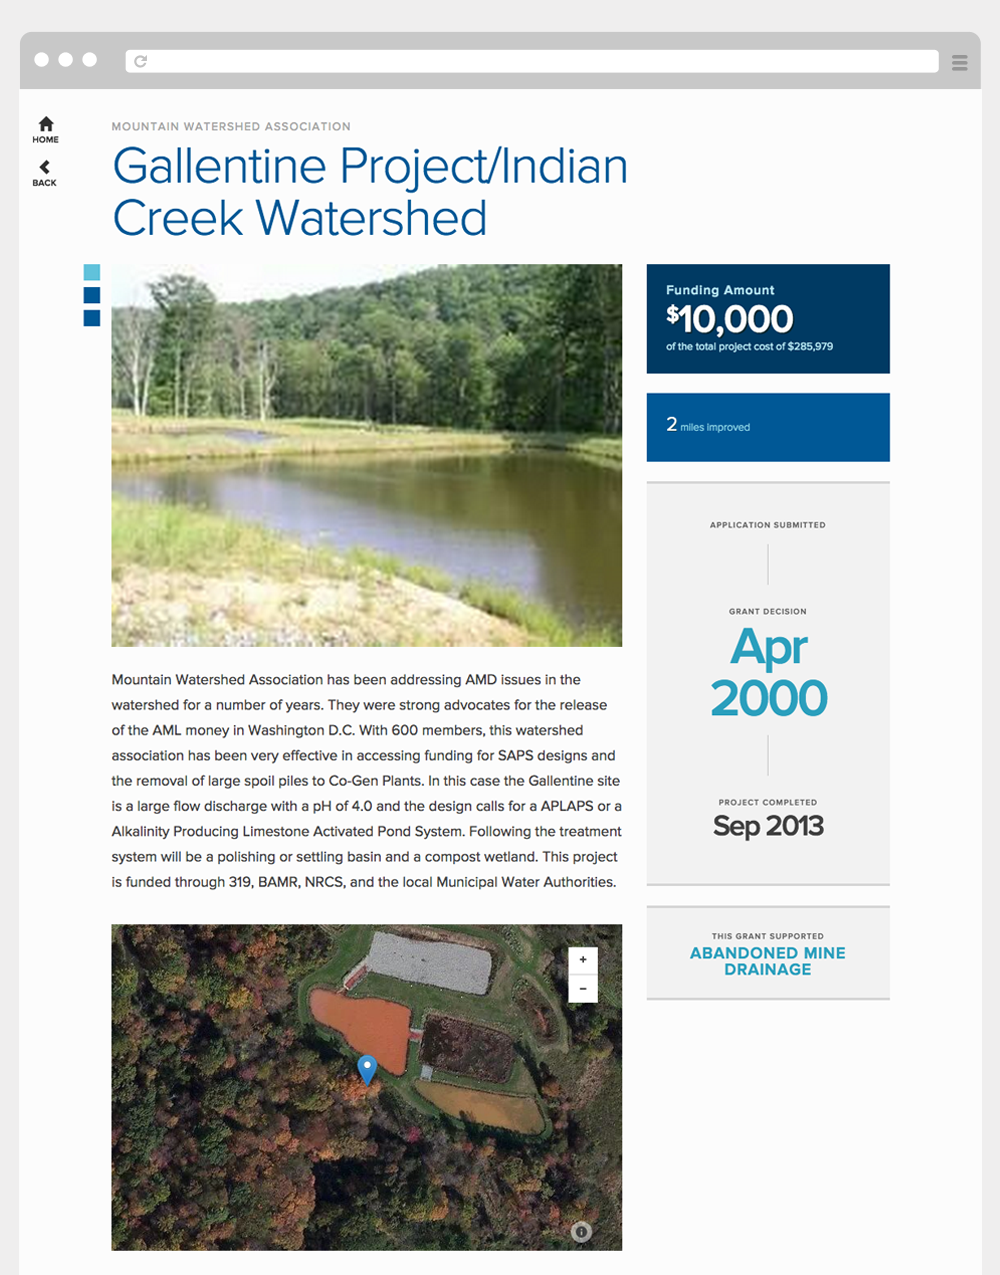 HOME
BACK
MOUNTAIN WATERSHED ASSOCIATION
Gallentine Project/Indian
Creek Watershed
Funding Amount
$10,000
of the total project cost of $285,979
2 miles improved
APPLICATION SUBMITTED
GRANT DECISION
Apr
2000
PROJECT COMPLETED
Sep 2013
THIS GRANT SUPPORTED
ABANDONED MINE
DRAINAGE
Mountain Watershed Association has been addressing AMD issues in the
watershed for a number of years. They were strong advocates for the release
of the AML money in Washington D.C. With 600 members, this watershed
association has been very effective in accessing funding for SAPS designs and
the removal of large spoil piles to Co-Gen Plants. In this case the Gallentine site
is a large flow discharge with a pH of 4.0 and the design calls for a APLAPS or a
Alkalinity Producing Limestone Activated Pond System. Following the treatment
system will be a polishing or settling basin and a compost wetland. This project
is funded through 319, BAMR, NRCS, and the local Municipal Water Authorities.
+
−
i